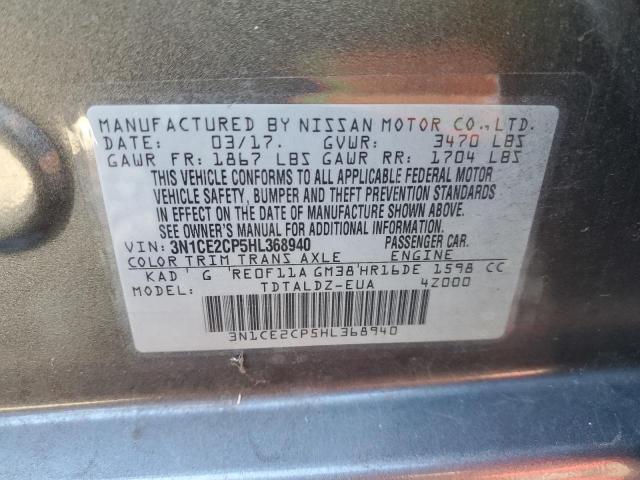 MANUFACTURED BY NISSAN MOTOR CO., LTD.
DATE: 03/17. GVWR: 3470 LBS
GAWR FR: 1867 LBS GAWR RR: 1704 LBS
THIS VEHICLE CONFORMS TO ALL APPLICABLE FEDERAL MOTOR
VEHICLE SAFETY, BUMPER AND THEFT PREVENTION STANDARDS
IN EFFECT ON THE DATE OF MANUFACTURE SHOWN ABOVE.
SEE OWNER'S MANUAL FOR ADDITIONAL INFORMATION.
VIN: 3N1CE2CP5HL368940 PASSENGER CAR.
COLOR TRIM TRANS AXLE ENGINE
KAD ' G 'RE0F11A GM38'HR16DE 1598 CC
MODEL: TDTALDZ-EUA 4Z000
3N1CE2CP5HL368940